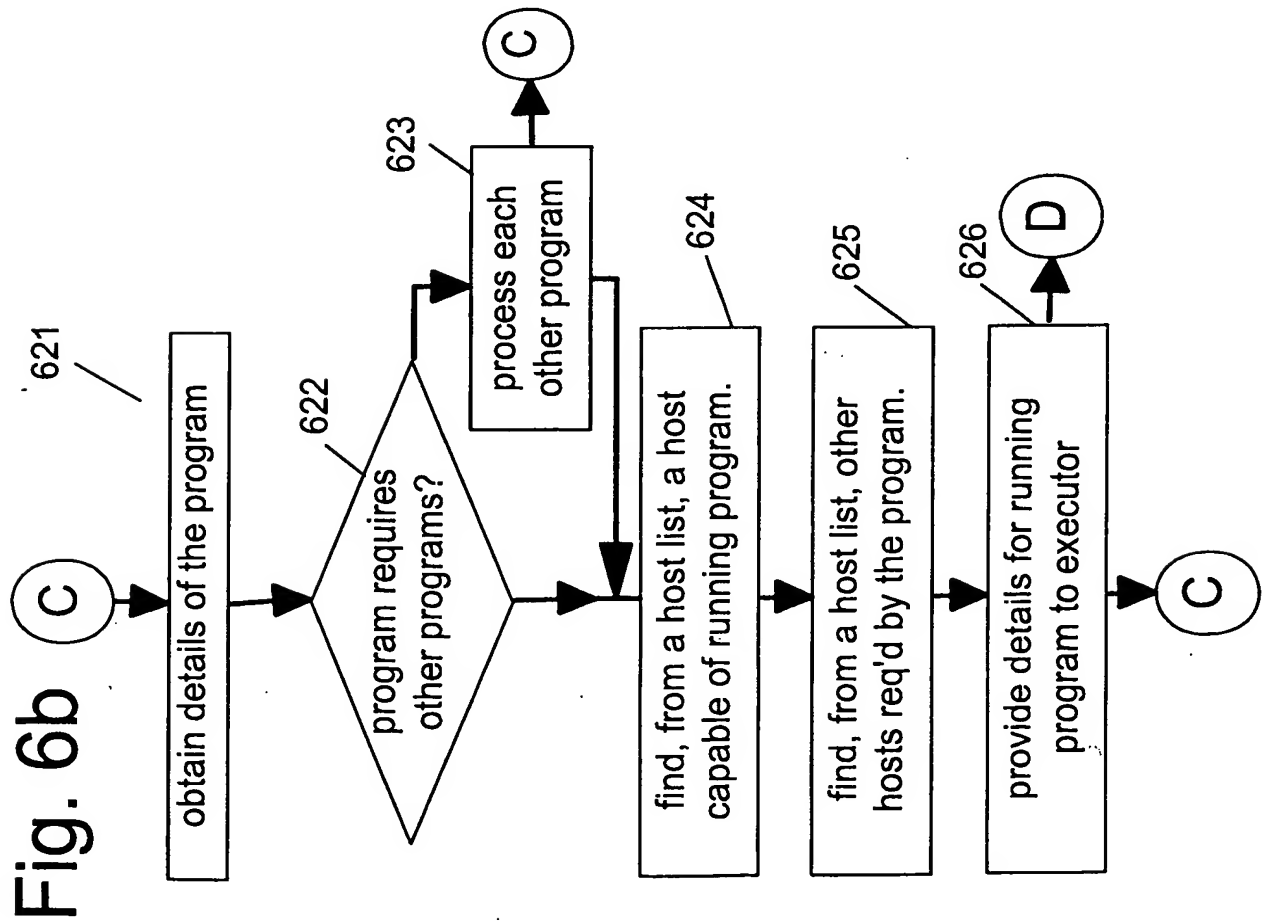 Fig. 6b
C
621
obtain details of the program
622
program requires
other programs?
623
process each
other program
C
624
find, from a host list, a host
capable of running program.
625
find, from a host list, other
hosts req'd by the program.
626
provide details for running
program to executor
D
C